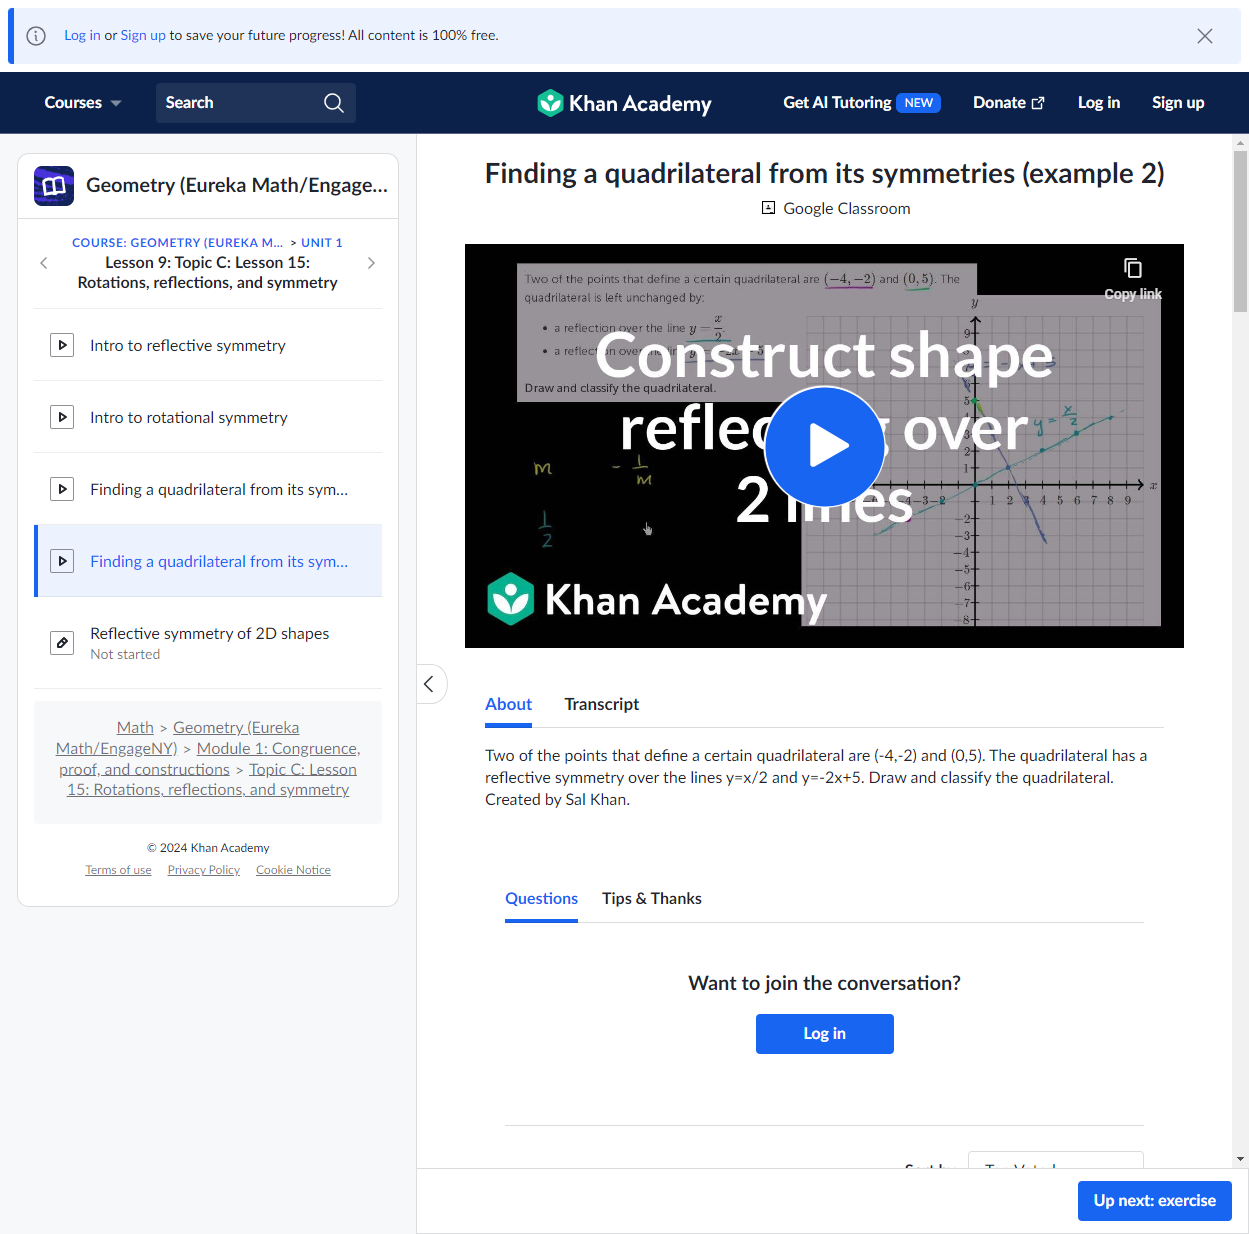 Log in or Sign up to save your future progress! All content is 100% free.
Courses
Search
Khan Academy
Get AI Tutoring NEW
Donate
Log in
Sign up
Geometry (Eureka Math/Engage...
COURSE: GEOMETRY (EUREKA M... > UNIT 1
Lesson 9: Topic C: Lesson 15:
Rotations, reflections, and symmetry
Intro to reflective symmetry
Intro to rotational symmetry
Finding a quadrilateral from its sym...
Finding a quadrilateral from its sym...
Reflective symmetry of 2D shapes
Not started
Math > Geometry (Eureka
Math/EngageNY) > Module 1: Congruence,
proof, and constructions > Topic C: Lesson
15: Rotations, reflections, and symmetry
© 2024 Khan Academy
Terms of use Privacy Policy Cookie Notice
Finding a quadrilateral from its symmetries (example 2)
Google Classroom
Two of the points that define a certain quadrilateral are (−4, −2) and (0, 5). The
quadrilateral is left unchanged by:
• a reflection over the line y = x/2.
Draw and classify the quadrilateral.
Copy link
Construct shape
over
2 lines
m - 1/m
1/2
y = x/2
y
x
Khan Academy
About
Transcript
Two of the points that define a certain quadrilateral are (-4,-2) and (0,5). The quadrilateral has a
reflective symmetry over the lines y=x/2 and y=-2x+5. Draw and classify the quadrilateral.
Created by Sal Khan.
Questions
Tips & Thanks
Want to join the conversation?
Log in
Up next: exercise